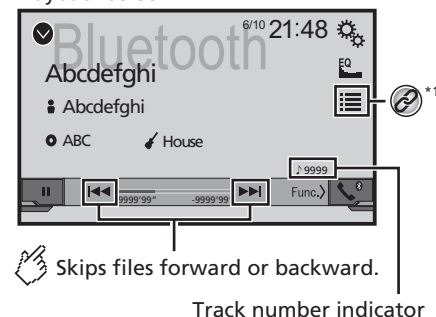 Bluetooth
6/10 21:48
EQ
Abcdefghi
Abcdefghi
*1
ABC House
♪ 9999
9999'99" -9999'99
Func.
Skips files forward or backward.
Track number indicator